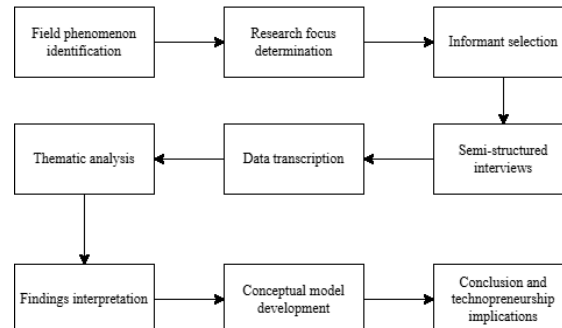 Field phenomenon
identification
Research focus
determination
Informant selection
Semi-structured
interviews
Data transcription
Thematic analysis
Findings interpretation
Conceptual model
development
Conclusion and
technopreneurship
implications